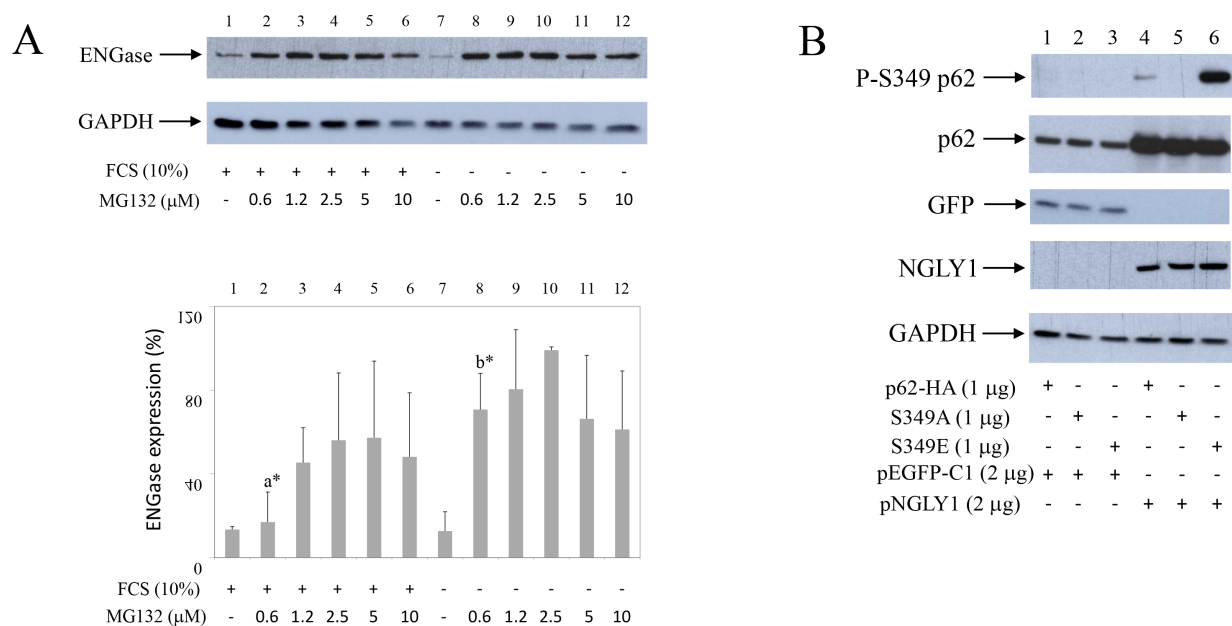 A
1 2 3 4 5 6 7 8 9 10 11 12
ENGase
GAPDH
FCS (10%) + + + + + + - - - - - -
MG132 (μM) - 0.6 1.2 2.5 5 10 - 0.6 1.2 2.5 5 10
1 2 3 4 5 6 7 8 9 10 11 12
ENGase expression (%)
120
80
40
0
a*
b*
FCS (10%) + + + + + + - - - - - -
MG132 (μM) - 0.6 1.2 2.5 5 10 - 0.6 1.2 2.5 5 10
B
1 2 3 4 5 6
P-S349 p62
p62
GFP
NGLY1
GAPDH
p62-HA (1 μg) + - - + - -
S349A (1 μg) - + - - + -
S349E (1 μg) - - + - - +
pEGFP-C1 (2 μg) + + + - - -
pNGLY1 (2 μg) - - - + + +